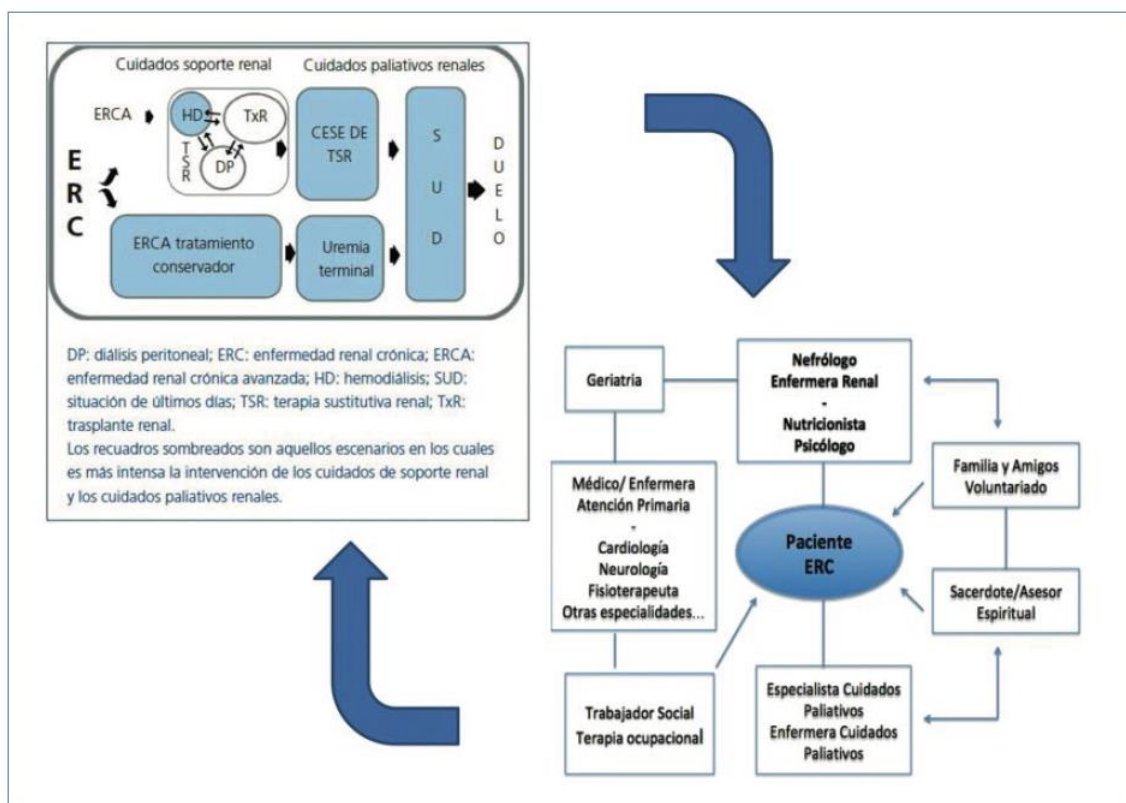 Cuidados soporte renal
Cuidados paliativos renales
ERC
ERCA
HD
TxR
DP
TSR
CESE DE
TSR
SUD
DUELO
ERCA tratamiento
conservador
Uremia
terminal
DP: diálisis peritoneal; ERC: enfermedad renal crónica; ERCA:
enfermedad renal crónica avanzada; HD: hemodiálisis; SUD:
situación de últimos días; TSR: terapia sustitutiva renal; TxR:
trasplante renal.
Los recuadros sombreados son aquellos escenarios en los cuales
es más intensa la intervención de los cuidados de soporte renal
y los cuidados paliativos renales.
Geriatria
Nefrólogo
Enfermera Renal
-
Nutricionista
Psicólogo
Familia y Amigos
Voluntariado
Médico/ Enfermera
Atención Primaria
-
Cardiología
Neurología
Fisioterapeuta
Otras especialidades...
Paciente
ERC
Sacerdote/Asesor
Espiritual
Trabajador Social
Terapia ocupacional
Especialista Cuidados
Paliativos
Enfermera Cuidados
Paliativos